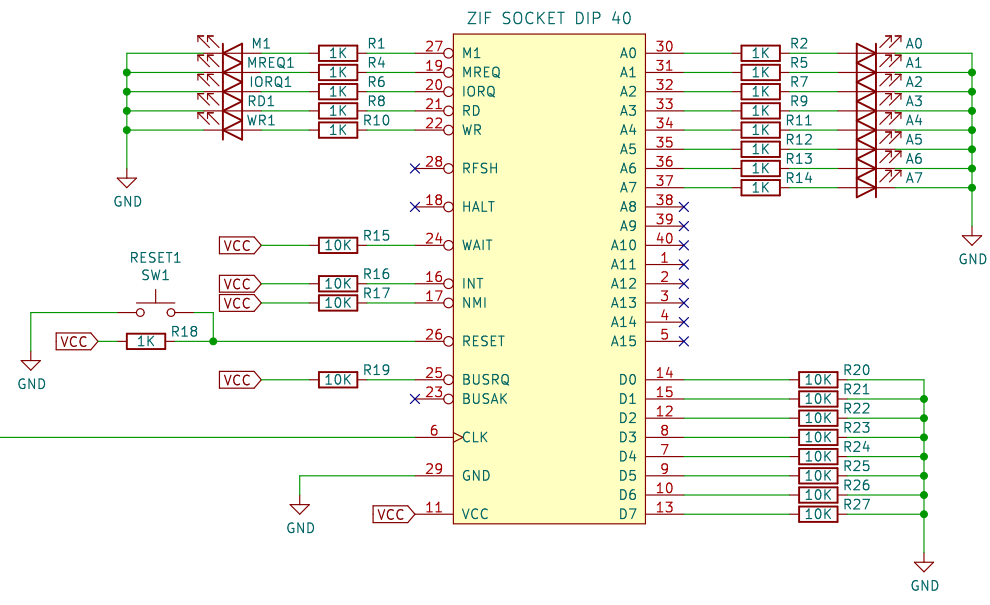 ZIF SOCKET DIP 40
M1 1K R1 27 M1
MREQ1 1K R4 19 MREQ
IORQ1 1K R6 20 IORQ
RD1 1K R8 21 RD
WR1 1K R10 22 WR
GND
28 RFSH
18 HALT
VCC 10K R15 24 WAIT
RESET1
SW1
VCC 10K R16 16 INT
VCC 10K R17 17 NMI
VCC 1K R18 26 RESET
GND
VCC 10K R19 25 BUSRQ
23 BUSAK
6 CLK
29 GND
GND
VCC 11 VCC
A0 30 1K R2 A0
A1 31 1K R5 A1
A2 32 1K R7 A2
A3 33 1K R9 A3
A4 34 1K R11 A4
A5 35 1K R12 A5
A6 36 1K R13 A6
A7 37 1K R14 A7
GND
A8 38
A9 39
A10 40
A11 1
A12 2
A13 3
A14 4
A15 5
D0 14 10K R20
D1 15 10K R21
D2 12 10K R22
D3 8 10K R23
D4 7 10K R24
D5 9 10K R25
D6 10 10K R26
D7 13 10K R27
GND